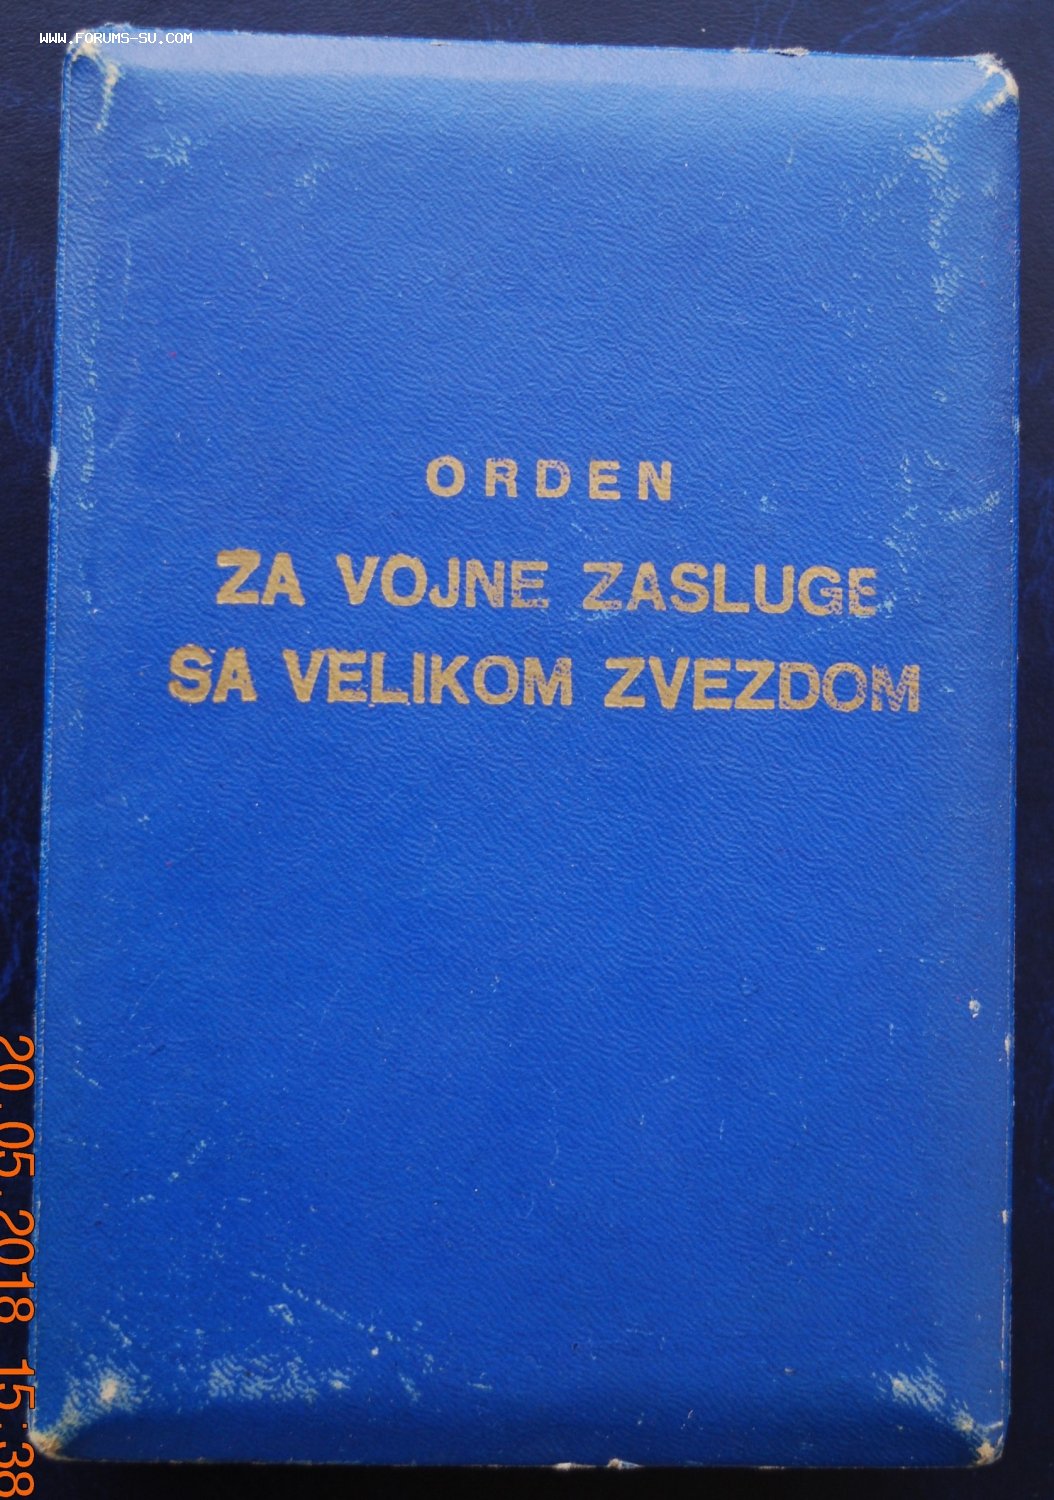 www.forums-su.com
ORDEN
ZA VOJNE ZASLUGE
SA VELIKOM ZVEZDOM
20.05.2018 15:38